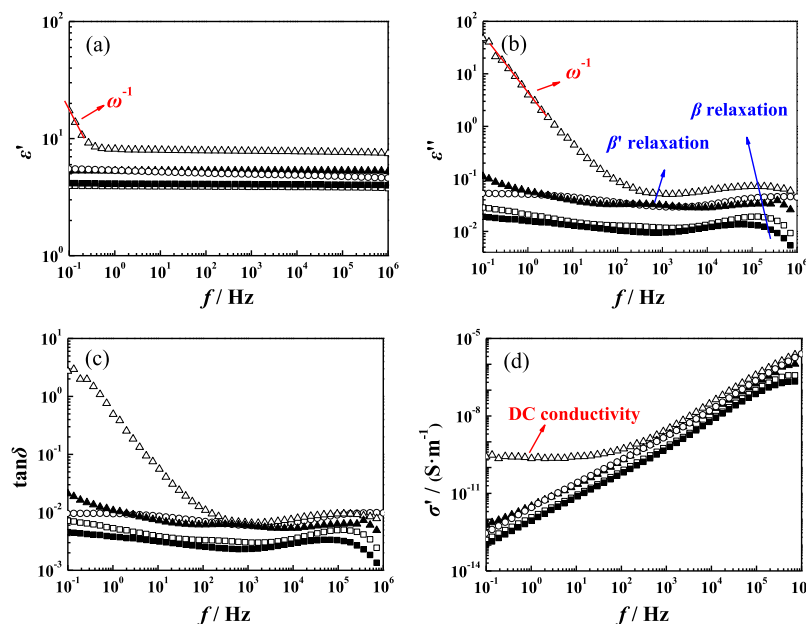 (a)
ω⁻¹
ε'
10²
10¹
10⁰
10⁻¹ 10⁰ 10¹ 10² 10³ 10⁴ 10⁵ 10⁶
f / Hz
(b)
ω⁻¹
β relaxation
β' relaxation
ε''
10²
10¹
10⁰
10⁻¹
10⁻²
10⁻¹ 10⁰ 10¹ 10² 10³ 10⁴ 10⁵ 10⁶
f / Hz
(c)
tanδ
10¹
10⁰
10⁻¹
10⁻²
10⁻³
10⁻¹ 10⁰ 10¹ 10² 10³ 10⁴ 10⁵ 10⁶
f / Hz
(d)
DC conductivity
σ' / (S·m⁻¹)
10⁻⁵
10⁻⁸
10⁻¹¹
10⁻¹⁴
10⁻¹ 10⁰ 10¹ 10² 10³ 10⁴ 10⁵ 10⁶
f / Hz